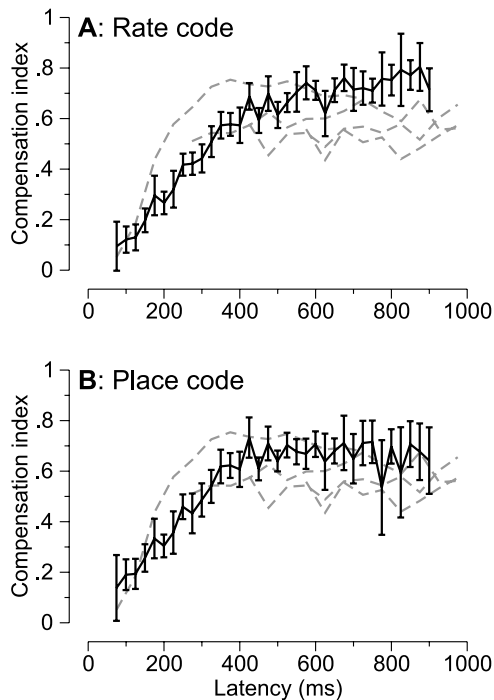 A: Rate code
Compensation index
1
.8
.6
.4
.2
0
0 200 400 600 800 1000
B: Place code
Compensation index
1
.8
.6
.4
.2
0
0 200 400 600 800 1000
Latency (ms)